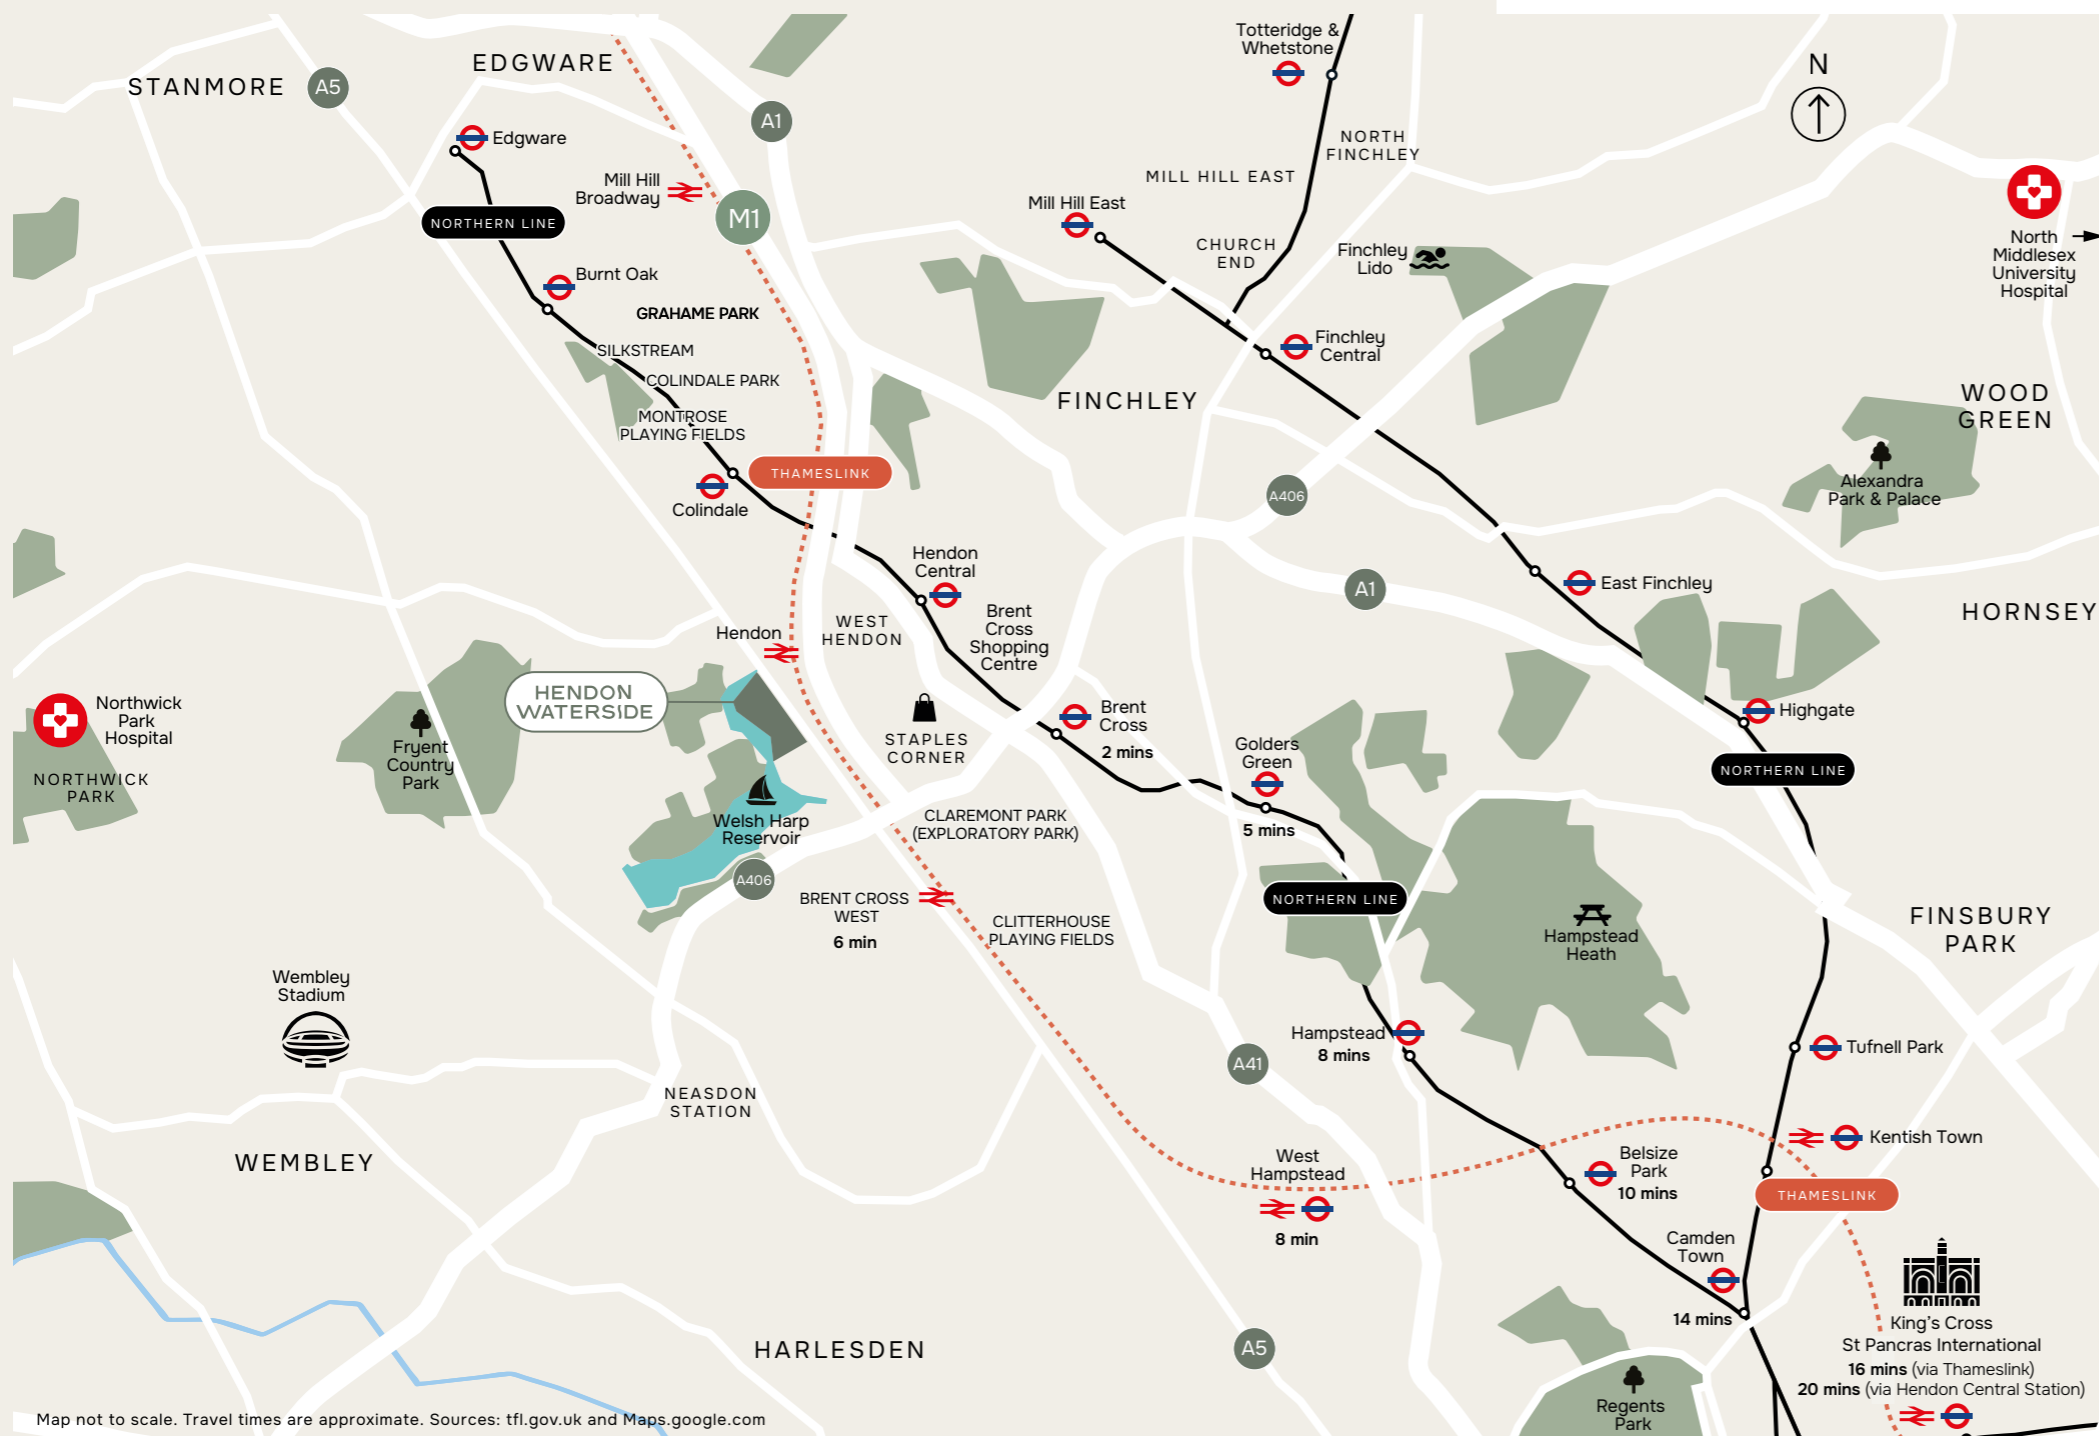 Totteridge &
Whetstone
EDGWARE
STANMORE
A5
N
A1
Edgware
NORTH
FINCHLEY
MILL HILL EAST
Mill Hill
Broadway
M1
Mill Hill East
NORTHERN LINE
CHURCH
END
Finchley
Lido
North
Middlesex
University
Hospital
Burnt Oak
GRAHAME PARK
SILKSTREAM
COLINDALE PARK
MONTROSE
PLAYING FIELDS
Finchley
Central
FINCHLEY
WOOD
GREEN
THAMESLINK
Colindale
A406
Alexandra
Park & Palace
Hendon
Central
A1
East Finchley
HORNSEY
WEST
HENDON
Brent
Cross
Shopping
Centre
Hendon
HENDON
WATERSIDE
Northwick
Park
Hospital
NORTHWICK
PARK
Fryent
Country
Park
STAPLES
CORNER
Brent
Cross
2 mins
Golders
Green
5 mins
Highgate
NORTHERN LINE
Welsh Harp
Reservoir
CLAREMONT PARK
(EXPLORATORY PARK)
A406
BRENT CROSS
WEST
6 min
CLITTERHOUSE
PLAYING FIELDS
NORTHERN LINE
Hampstead
Heath
FINSBURY
PARK
Wembley
Stadium
Hampstead
8 mins
Tufnell Park
A41
NEASDON
STATION
WEMBLEY
West
Hampstead
8 min
Belsize
Park
10 mins
Kentish Town
THAMESLINK
Camden
Town
14 mins
HARLESDEN
A5
King's Cross
St Pancras International
16 mins (via Thameslink)
20 mins (via Hendon Central Station)
Regents
Park
Map not to scale. Travel times are approximate. Sources: tfl.gov.uk and Maps.google.com